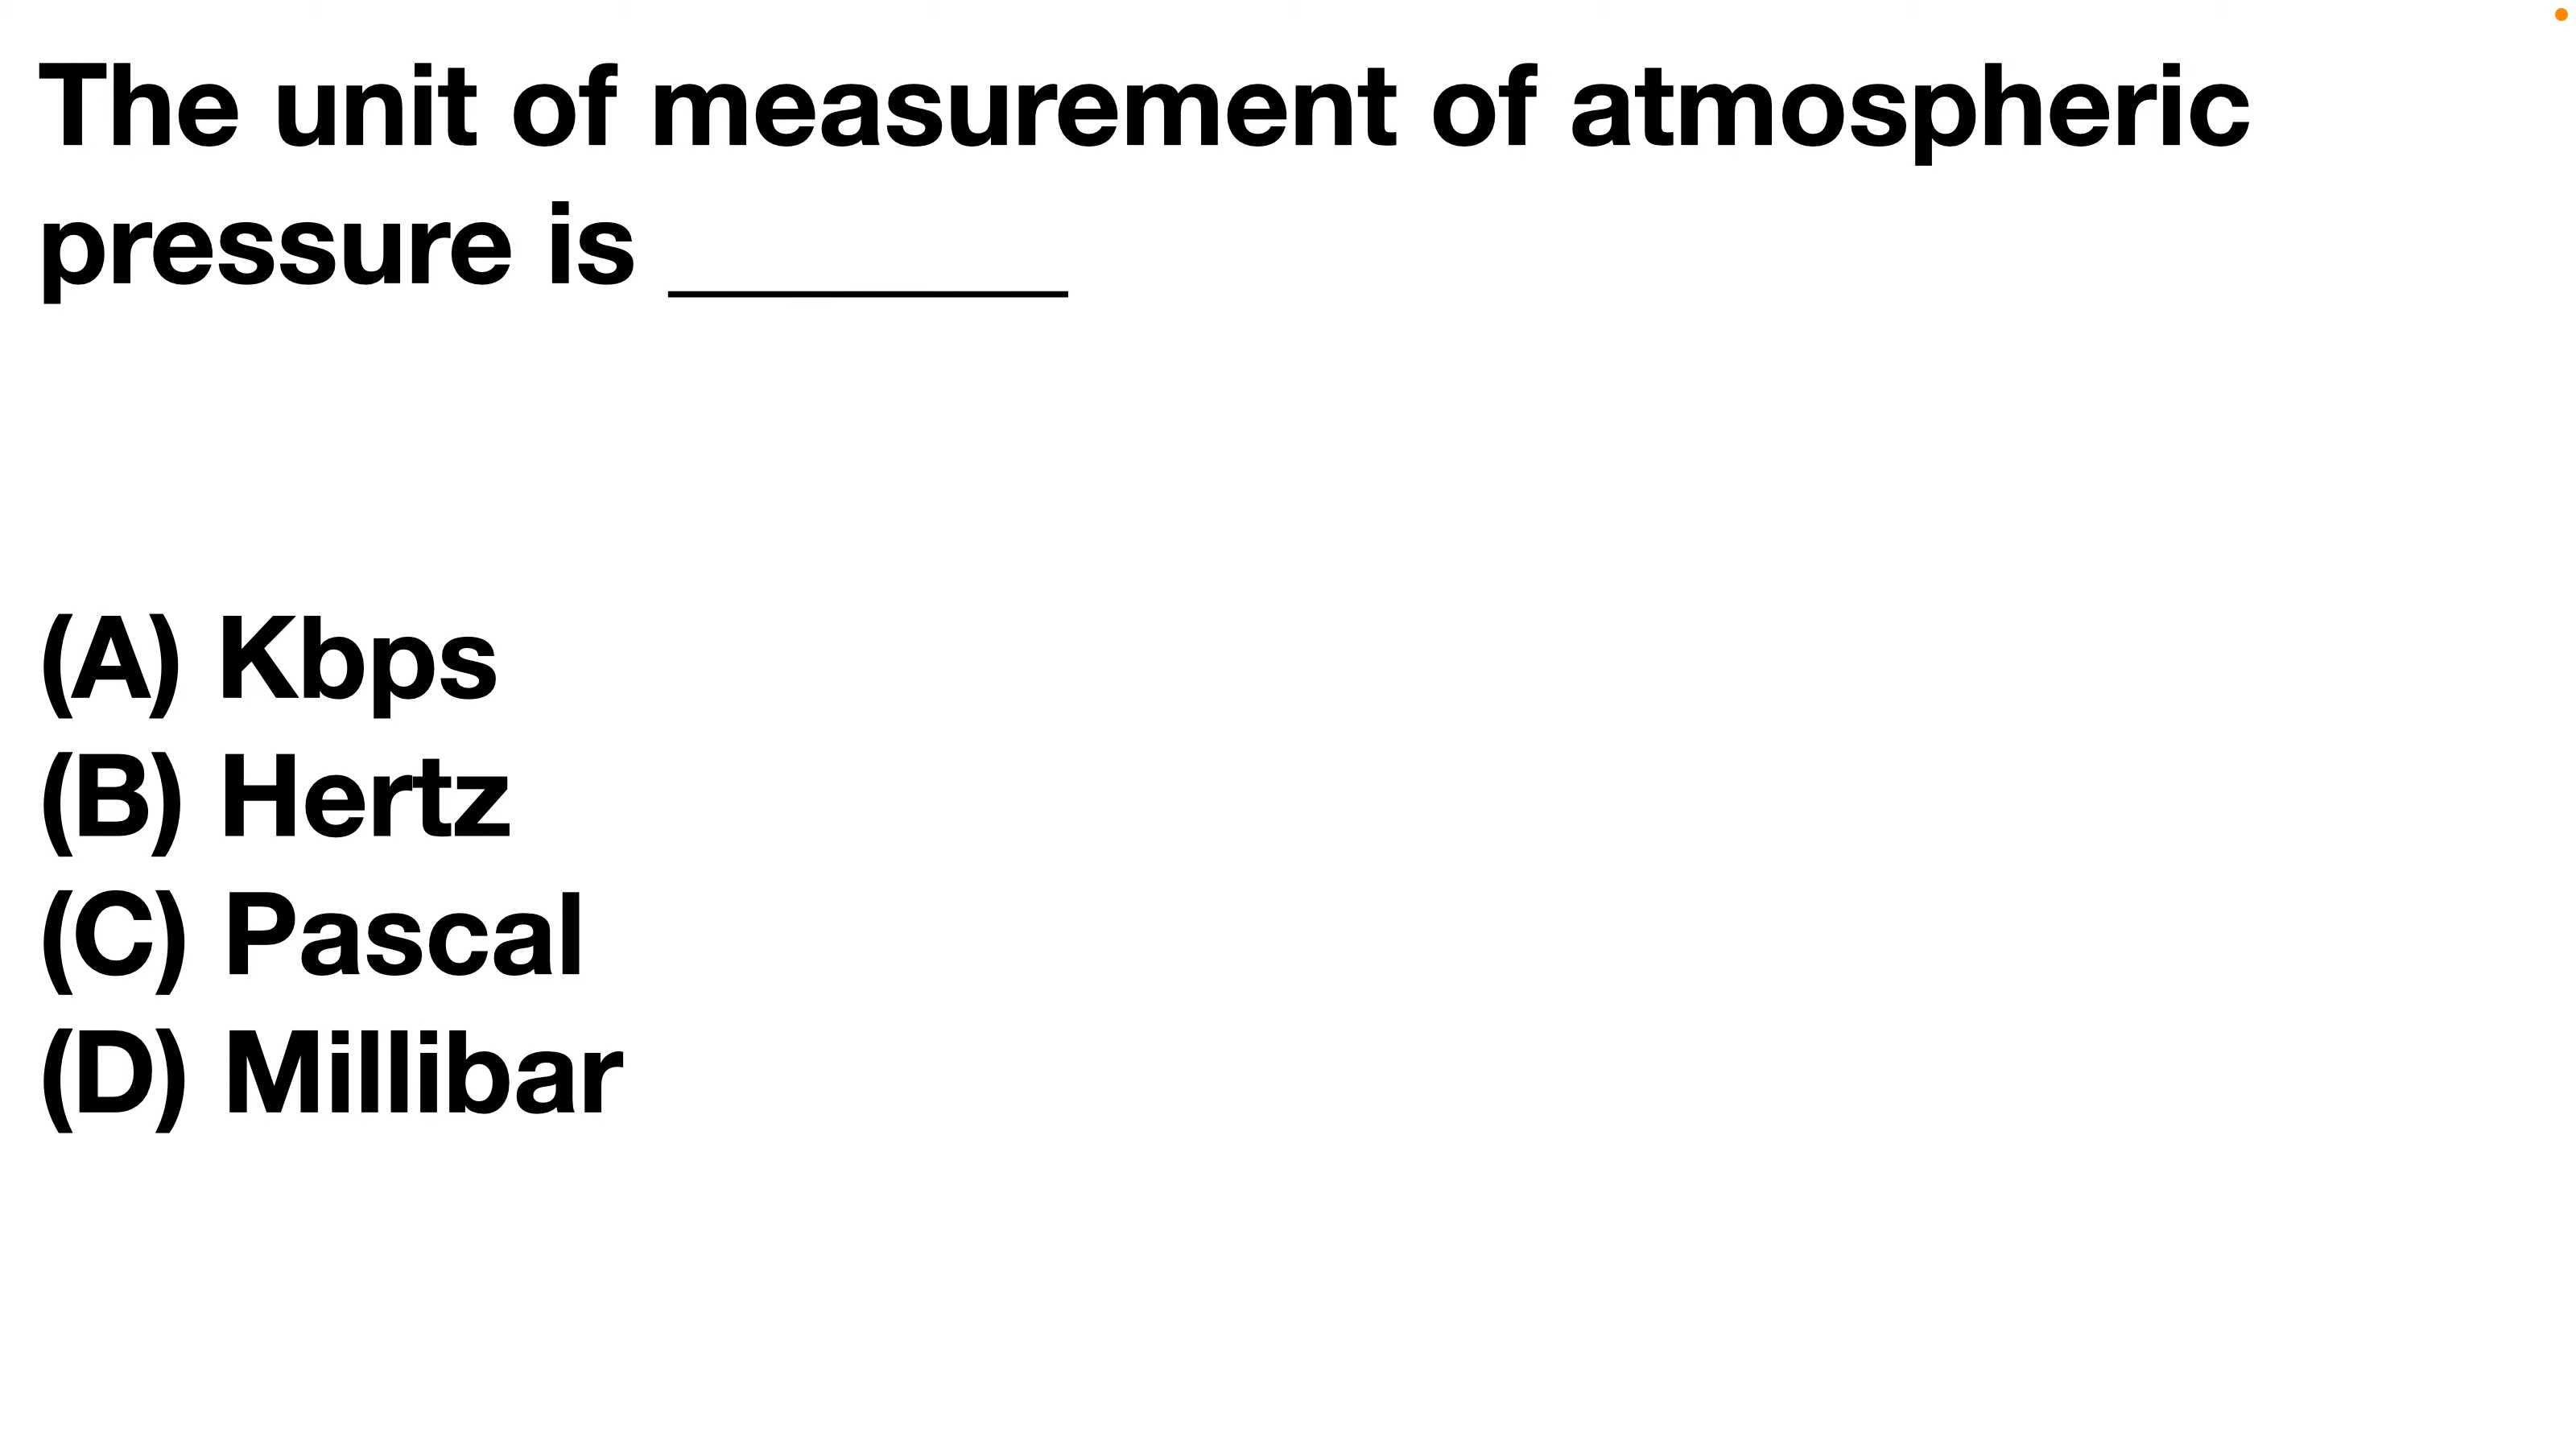 The unit of measurement of atmospheric
pressure is ________
(A) Kbps
(B) Hertz
(C) Pascal
(D) Millibar